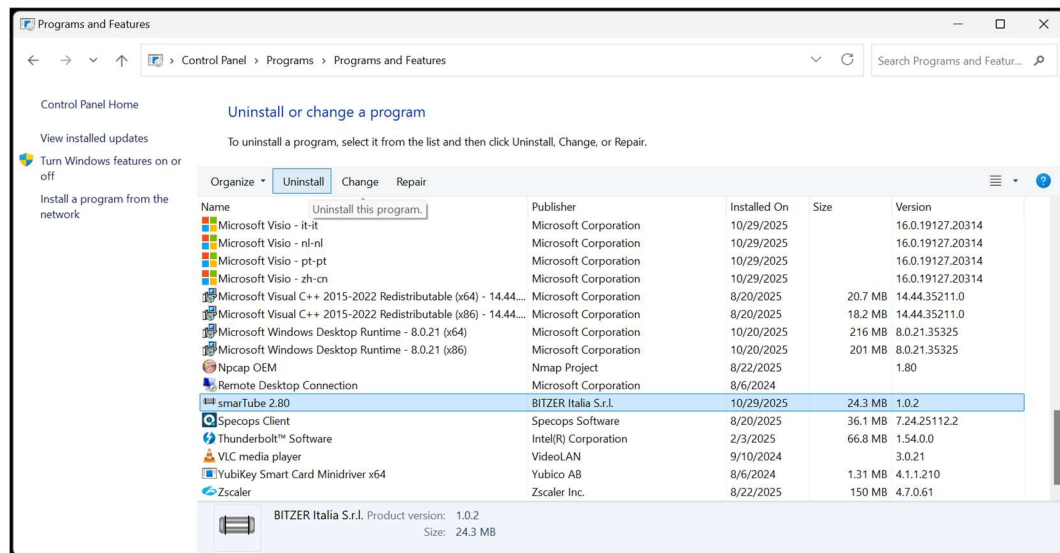 Programs and Features
Control Panel > Programs > Programs and Features
Search Programs and Featur...
Control Panel Home
View installed updates
Turn Windows features on or
off
Install a program from the
network
Uninstall or change a program
To uninstall a program, select it from the list and then click Uninstall, Change, or Repair.
Organize Uninstall Change Repair
Name Publisher Installed On Size Version
Uninstall this program.
Microsoft Visio - it-it Microsoft Corporation 10/29/2025 16.0.19127.20314
Microsoft Visio - nl-nl Microsoft Corporation 10/29/2025 16.0.19127.20314
Microsoft Visio - pt-pt Microsoft Corporation 10/29/2025 16.0.19127.20314
Microsoft Visio - zh-cn Microsoft Corporation 10/29/2025 16.0.19127.20314
Microsoft Visual C++ 2015-2022 Redistributable (x64) - 14.44.... Microsoft Corporation 8/20/2025 20.7 MB 14.44.35211.0
Microsoft Visual C++ 2015-2022 Redistributable (x86) - 14.44.... Microsoft Corporation 8/20/2025 18.2 MB 14.44.35211.0
Microsoft Windows Desktop Runtime - 8.0.21 (x64) Microsoft Corporation 10/20/2025 216 MB 8.0.21.35325
Microsoft Windows Desktop Runtime - 8.0.21 (x86) Microsoft Corporation 10/20/2025 201 MB 8.0.21.35325
Npcap OEM Nmap Project 8/22/2025 1.80
Remote Desktop Connection Microsoft Corporation 8/6/2024
smarTube 2.80 BITZER Italia S.r.l. 10/29/2025 24.3 MB 1.0.2
Specops Client Specops Software 8/20/2025 36.1 MB 7.24.25112.2
Thunderbolt™ Software Intel(R) Corporation 2/3/2025 66.8 MB 1.54.0.0
VLC media player VideoLAN 9/10/2024 3.0.21
YubiKey Smart Card Minidriver x64 Yubico AB 8/6/2024 1.31 MB 4.1.1.210
Zscaler Zscaler Inc. 8/22/2025 150 MB 4.7.0.61
BITZER Italia S.r.l. Product version: 1.0.2
Size: 24.3 MB